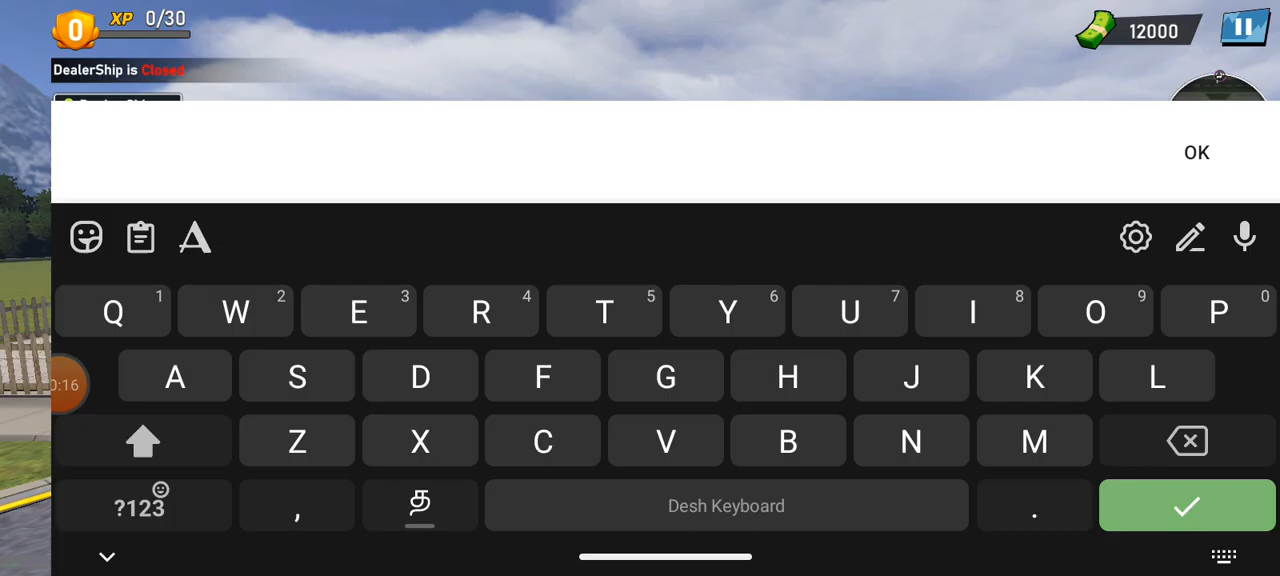 0 XP 0/30
12000
DealerShip is Closed
OK
Q 1 W 2 E 3 R 4 T 5 Y 6 U 7 I 8 O 9 P 0
0:16
A S D F G H J K L
Z X C V B N M
?123 , த Desh Keyboard .